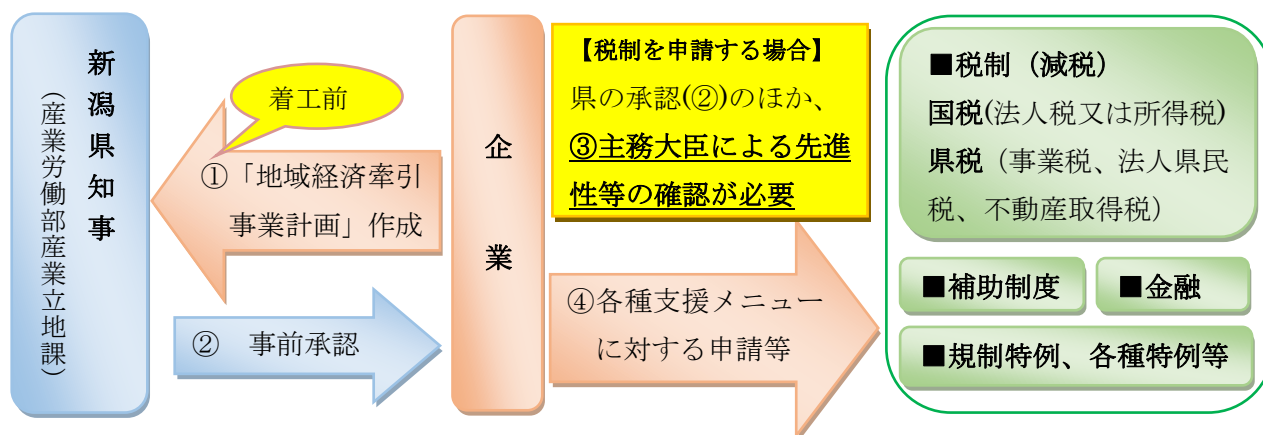 新潟県知事
（産業労働部産業立地課）
着工前
①「地域経済牽引
事業計画」作成
②　事前承認
企業
【税制を申請する場合】
県の承認(②)のほか、
③主務大臣による先進
性等の確認が必要
④各種支援メニュー
に対する申請等
■税制（減税）
国税(法人税又は所得税)
県税（事業税、法人県民
税、不動産取得税）
■補助制度
■金融
■規制特例、各種特例等